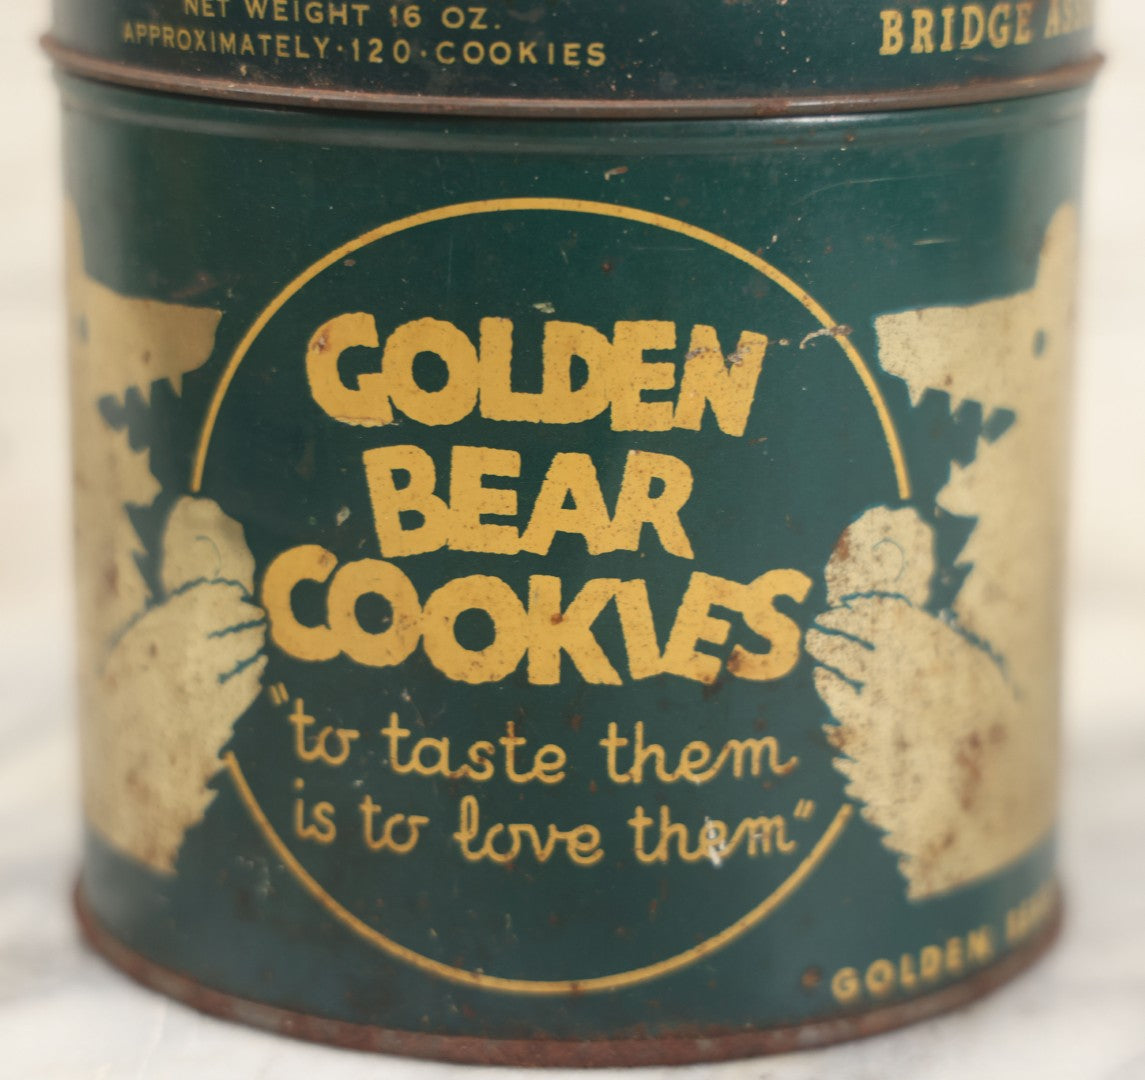 NET WEIGHT 16 OZ.
APPROXIMATELY·120·COOKIES
BRIDGE
GOLDEN
BEAR
COOKIES
"to taste them
is to love them"
GOLDEN